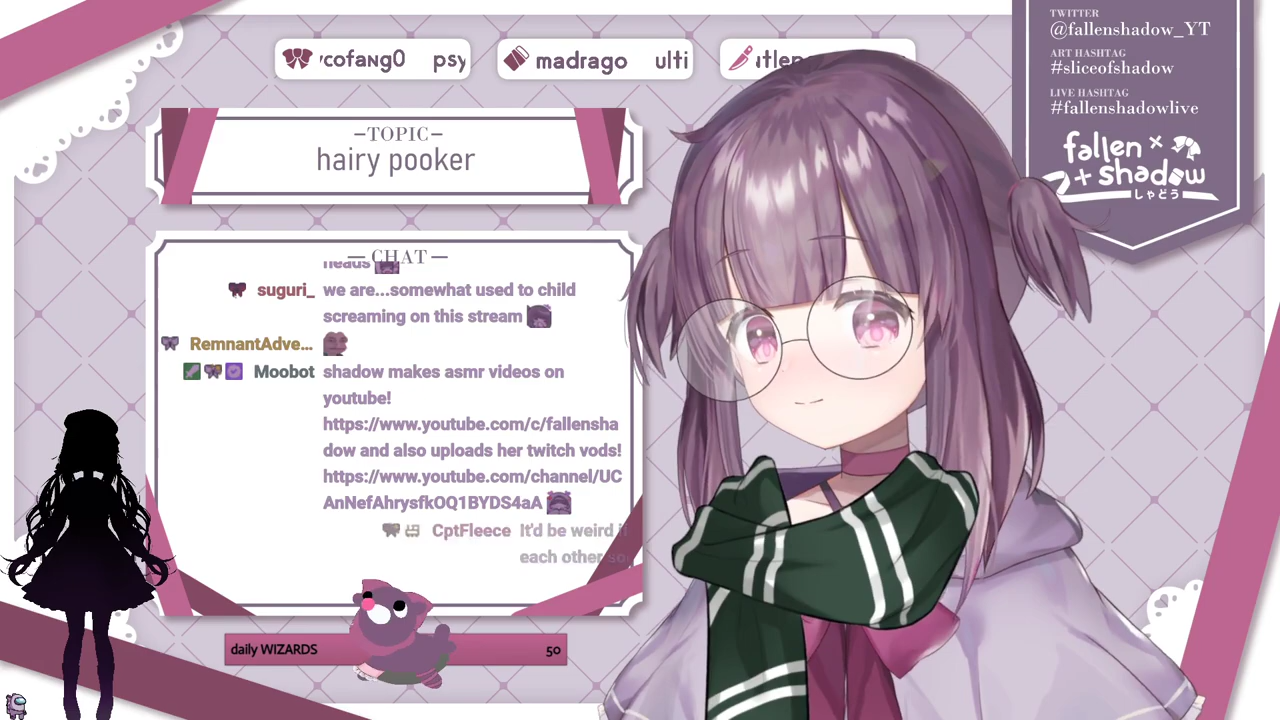 TWITTER
@fallenshadow_YT
ART HASHTAG
#sliceofshadow
LIVE HASHTAG
#fallenshadowlive
fallen ×
+ shadow
しゃどう
psy
madrago ulti
–TOPIC–
hairy pooker
— CHAT —
heads
suguri_ we are...somewhat used to child
screaming on this stream
RemnantAdve...
Moobot shadow makes asmr videos on
youtube!
https://www.youtube.com/c/fallensha
dow and also uploads her twitch vods!
https://www.youtube.com/channel/UC
AnNefAhrysfkOQ1BYDS4aA
CptFleece It'd be weird
each other so
daily WIZARDS 50